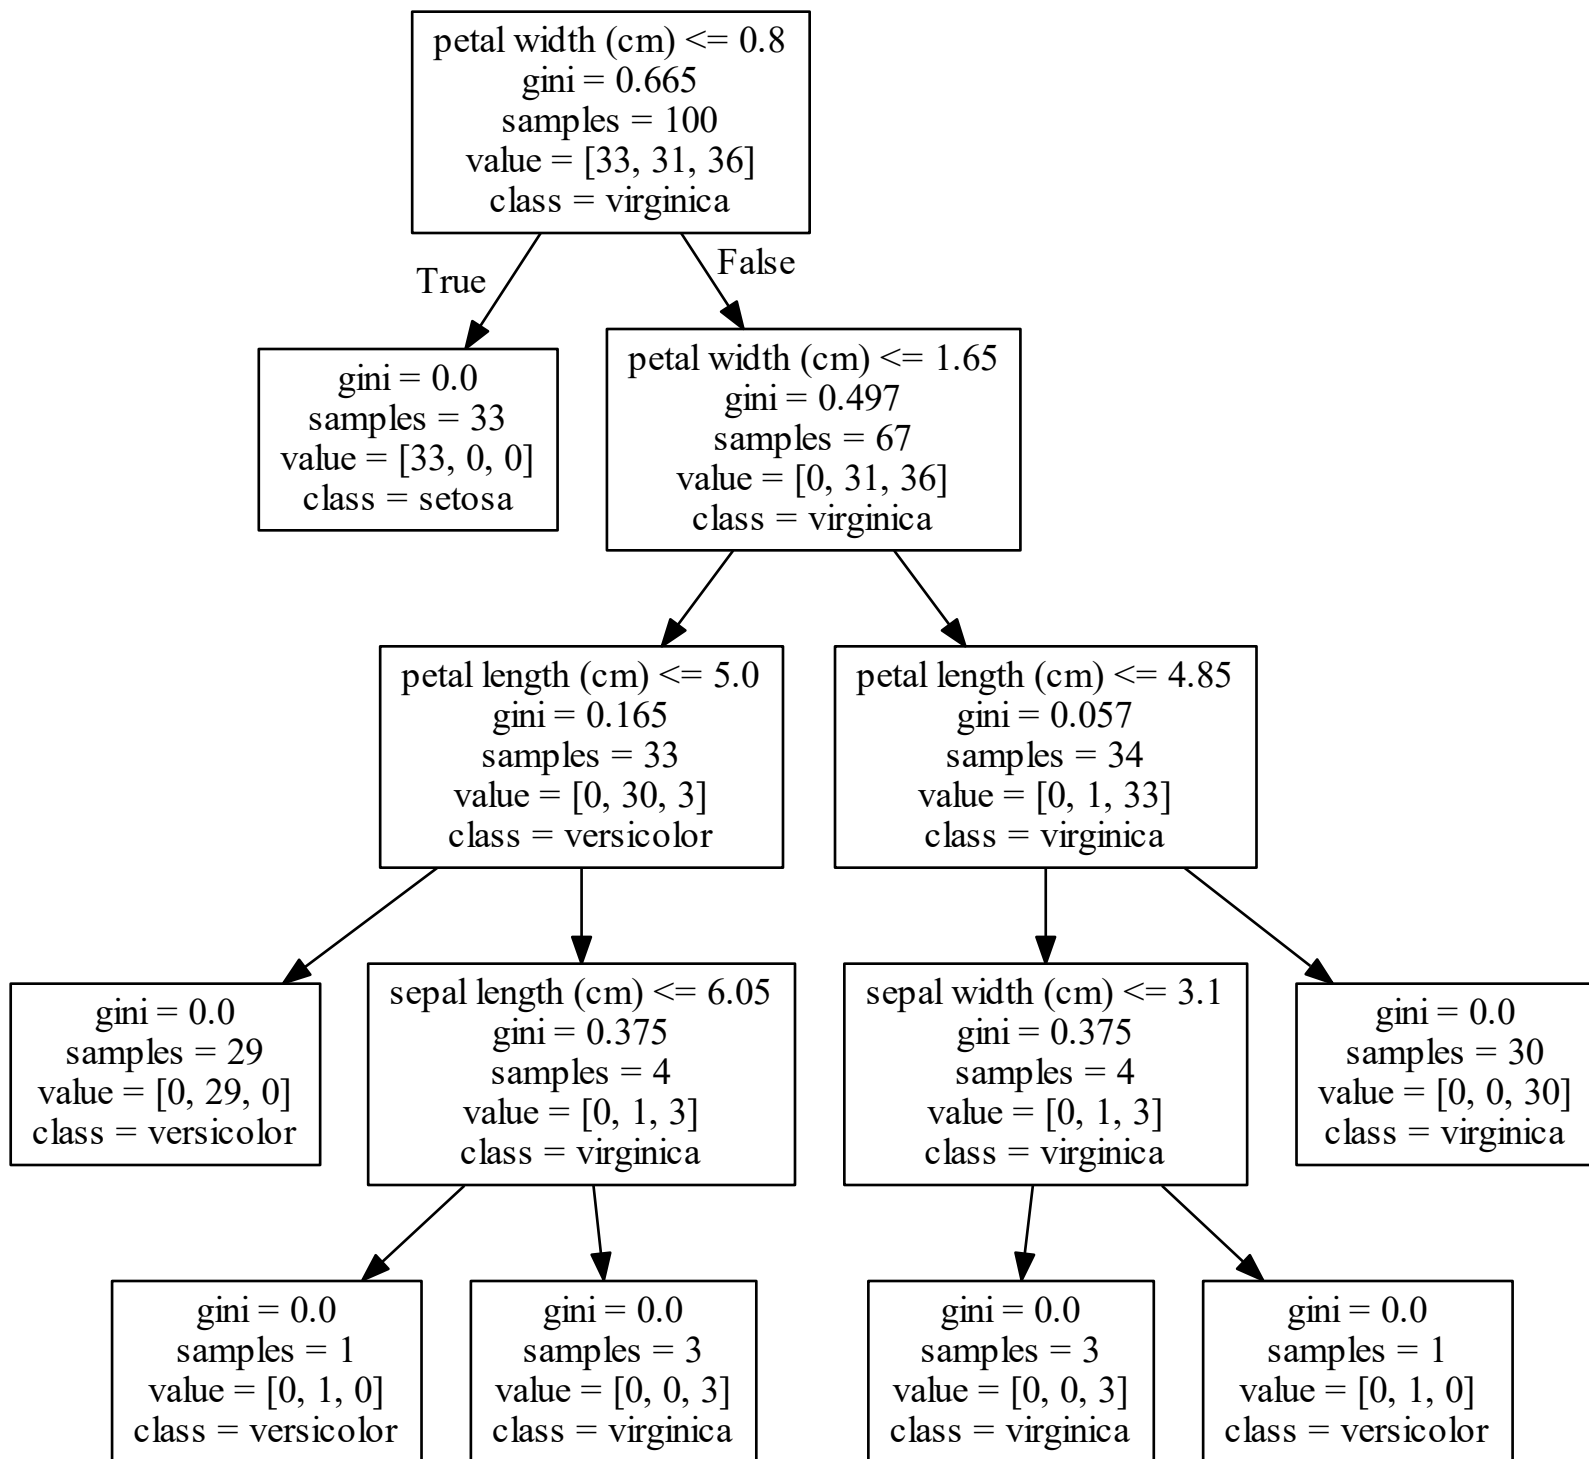 petal width (cm) <= 0.8
gini = 0.665
samples = 100
value = [33, 31, 36]
class = virginica
True
False
gini = 0.0
samples = 33
value = [33, 0, 0]
class = setosa
petal width (cm) <= 1.65
gini = 0.497
samples = 67
value = [0, 31, 36]
class = virginica
petal length (cm) <= 5.0
gini = 0.165
samples = 33
value = [0, 30, 3]
class = versicolor
petal length (cm) <= 4.85
gini = 0.057
samples = 34
value = [0, 1, 33]
class = virginica
gini = 0.0
samples = 29
value = [0, 29, 0]
class = versicolor
sepal length (cm) <= 6.05
gini = 0.375
samples = 4
value = [0, 1, 3]
class = virginica
sepal width (cm) <= 3.1
gini = 0.375
samples = 4
value = [0, 1, 3]
class = virginica
gini = 0.0
samples = 30
value = [0, 0, 30]
class = virginica
gini = 0.0
samples = 1
value = [0, 1, 0]
class = versicolor
gini = 0.0
samples = 3
value = [0, 0, 3]
class = virginica
gini = 0.0
samples = 3
value = [0, 0, 3]
class = virginica
gini = 0.0
samples = 1
value = [0, 1, 0]
class = versicolor